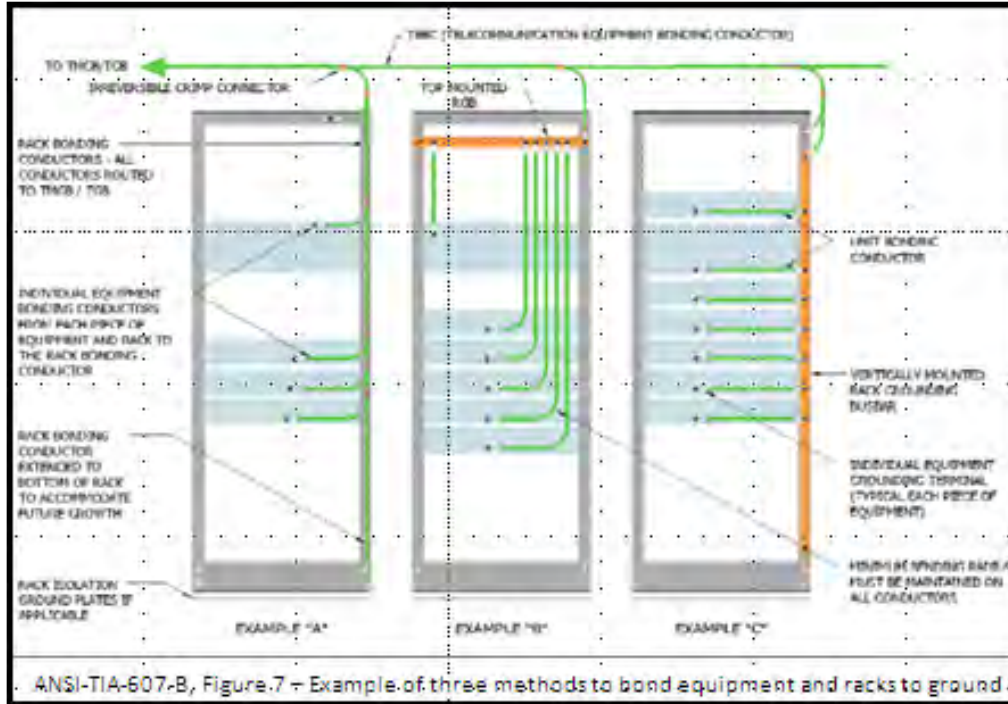 TEBC (TELECOMMUNICATION EQUIPMENT BONDING CONDUCTOR)
TO TMGB/TGB
IRREVERSIBLE CRIMP CONNECTOR
TOP MOUNTED
RGB
RACK BONDING
CONDUCTORS - ALL
CONDUCTORS ROUTED
TO TMGB / TGB
UNIT BONDING
CONDUCTOR
INDIVIDUAL EQUIPMENT
BONDING CONDUCTORS
FROM EACH PIECE OF
EQUIPMENT AND RACK TO
THE RACK BONDING
CONDUCTOR
VERTICALLY MOUNTED
RACK GROUNDING
BUSBAR
RACK BONDING
CONDUCTOR
EXTENDED TO
BOTTOM OF RACK
TO ACCOMMODATE
FUTURE GROWTH
INDIVIDUAL EQUIPMENT
GROUNDING TERMINAL
(TYPICAL EACH PIECE OF
EQUIPMENT)
MINIMUM BENDING RADII
MUST BE MAINTAINED ON
ALL CONDUCTORS
RACK ISOLATION
GROUND PLATES IF
APPLICABLE
EXAMPLE "A"
EXAMPLE "B"
EXAMPLE "C"
ANSI-TIA-607-B, Figure 7 – Example of three methods to bond equipment and racks to ground.